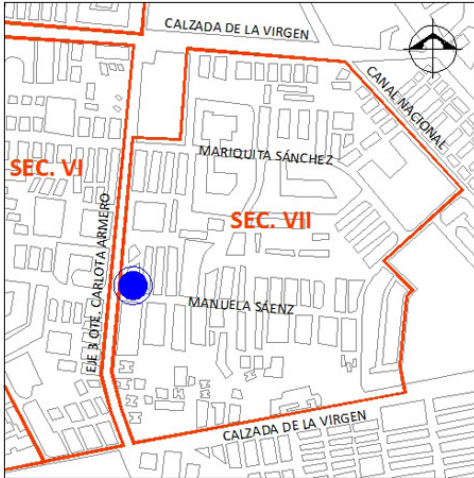 CALZADA DE LA VIRGEN
CANAL NACIONAL
MARIQUITA SÁNCHEZ
SEC. VI
SEC. VII
EJE 3 OTE. CARLOTA ARMERO
MANUELA SÁENZ
CALZADA DE LA VIRGEN